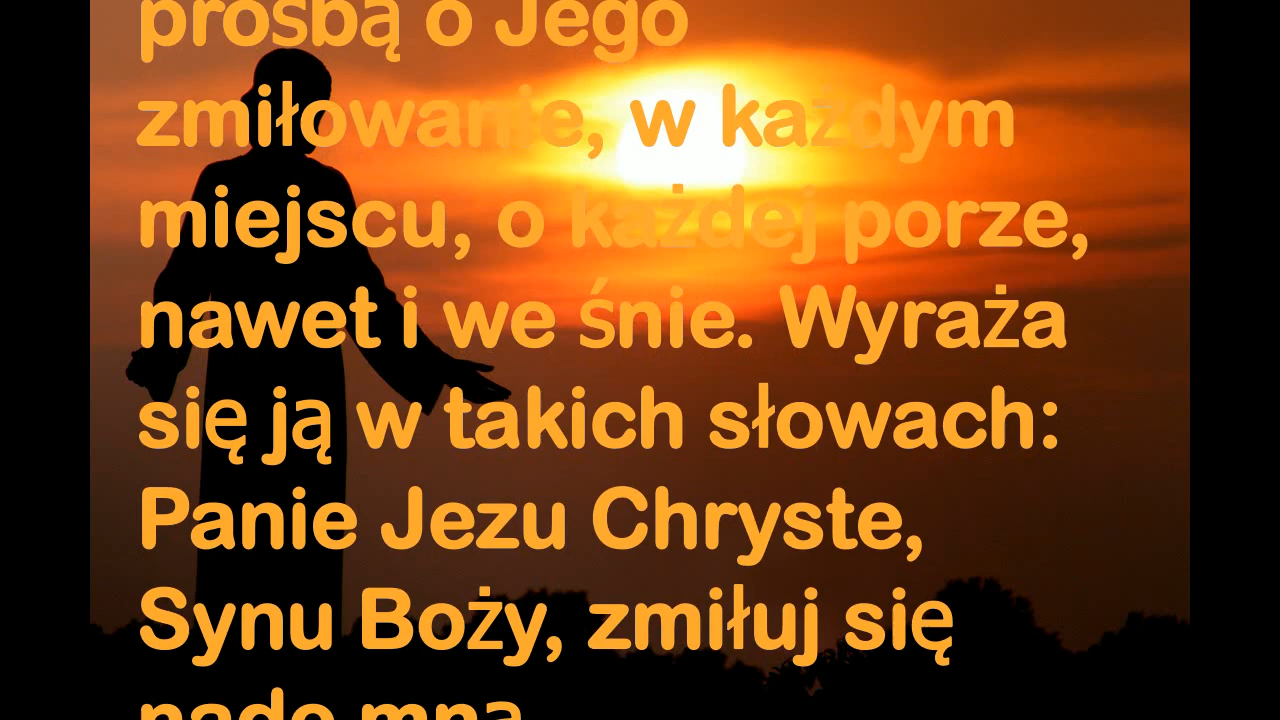 prośbą o Jego
zmiłowanie, w każdym
miejscu, o każdej porze,
nawet i we śnie. Wyraża
się ją w takich słowach:
Panie Jezu Chryste,
Synu Boży, zmiłuj się
nade mną